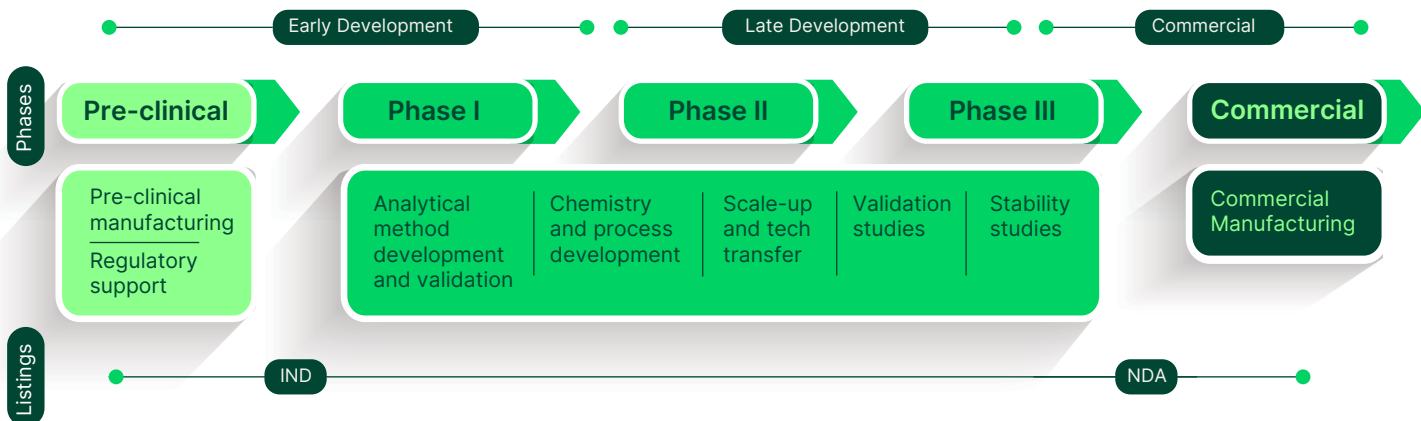 Early Development
Late Development
Commercial
Phases
Pre-clinical
Phase I
Phase II
Phase III
Commercial
Pre-clinical
manufacturing
Regulatory
support
Analytical
method
development
and validation
Chemistry
and process
development
Scale-up
and tech
transfer
Validation
studies
Stability
studies
Commercial
Manufacturing
Listings
IND
NDA